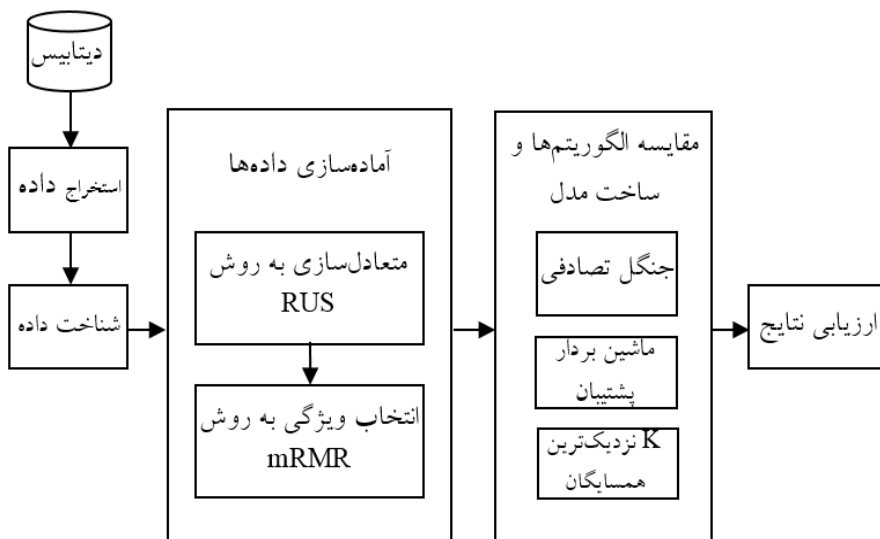 دیتابیس
استخراج داده
شناخت داده
آماده‌سازی داده‌ها
متعادل‌سازی به روش
RUS
انتخاب ویژگی به روش
mRMR
مقایسه الگوریتم‌ها و
ساخت مدل
جنگل تصادفی
ماشین بردار
پشتیبان
K نزدیک‌ترین
همسایگان
ارزیابی نتایج